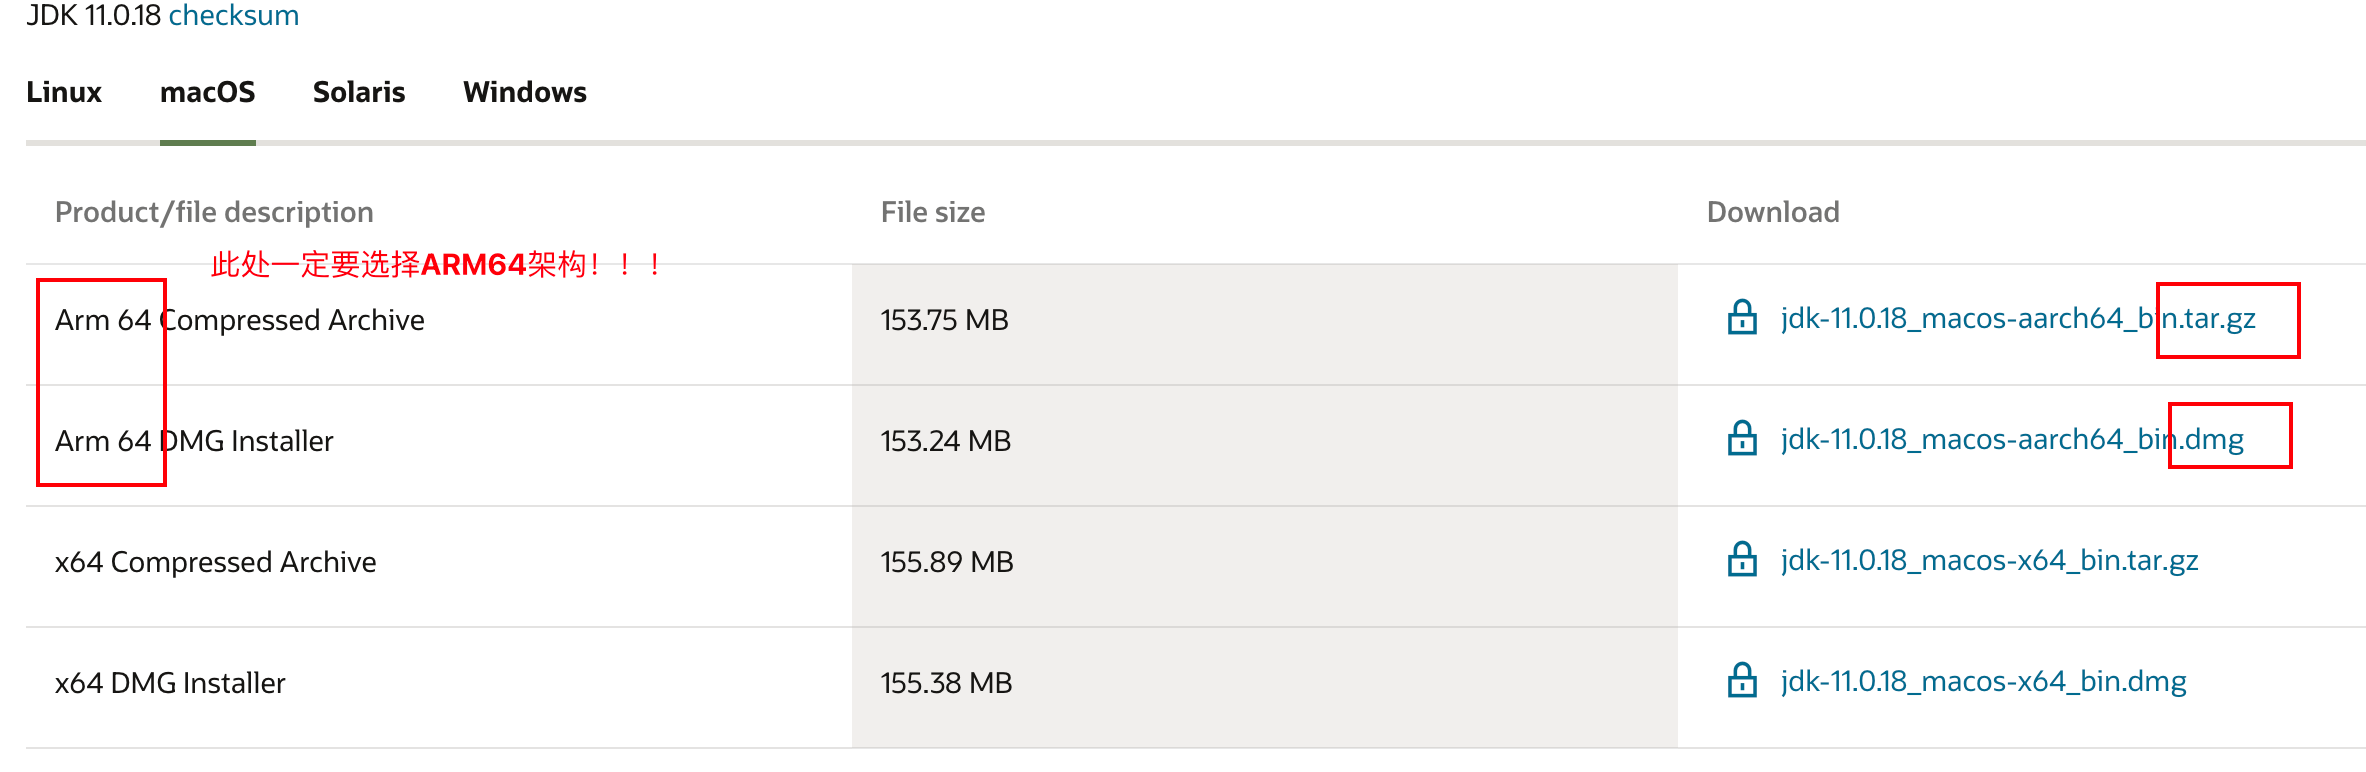 JDK 11.0.18 checksum
Linux macOS Solaris Windows
Product/file description File size Download
此处一定要选择ARM64架构！！！
Arm 64 Compressed Archive 153.75 MB jdk-11.0.18_macos-aarch64_bin.tar.gz
Arm 64 DMG Installer 153.24 MB jdk-11.0.18_macos-aarch64_bin.dmg
x64 Compressed Archive 155.89 MB jdk-11.0.18_macos-x64_bin.tar.gz
x64 DMG Installer 155.38 MB jdk-11.0.18_macos-x64_bin.dmg